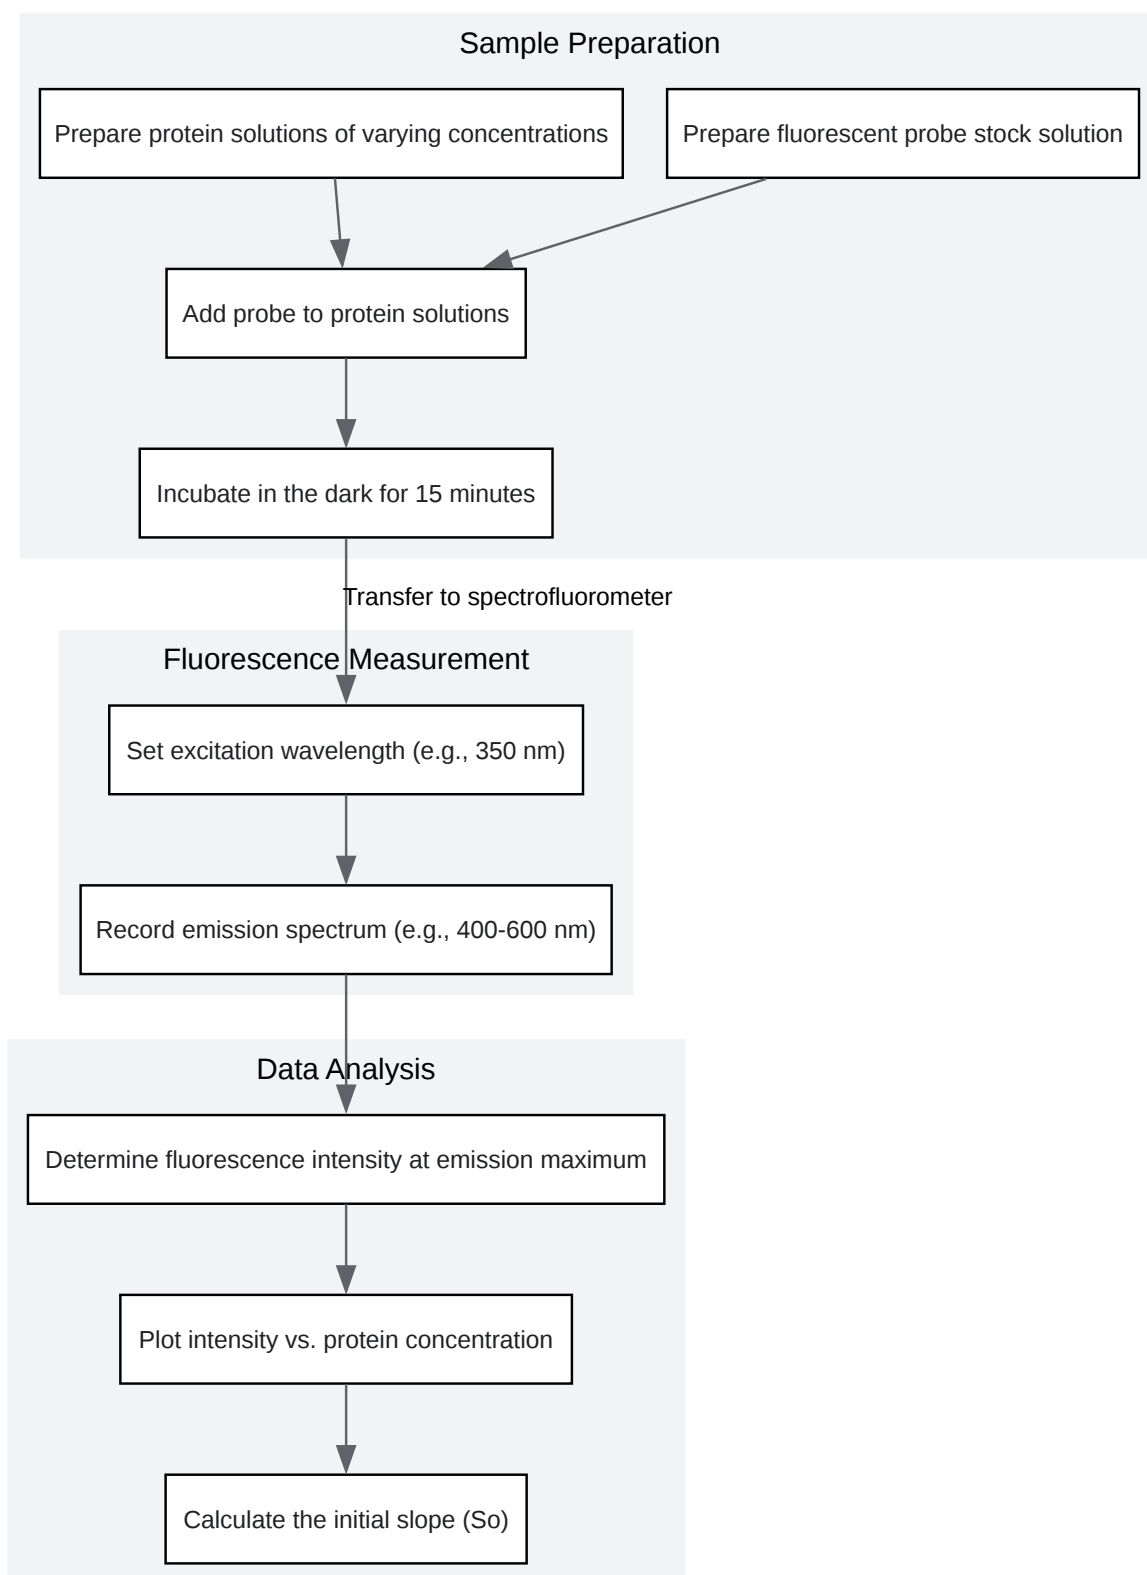 Sample Preparation
Prepare protein solutions of varying concentrations
Prepare fluorescent probe stock solution
Add probe to protein solutions
Incubate in the dark for 15 minutes
Transfer to spectrofluorometer
Fluorescence Measurement
Set excitation wavelength (e.g., 350 nm)
Record emission spectrum (e.g., 400-600 nm)
Data Analysis
Determine fluorescence intensity at emission maximum
Plot intensity vs. protein concentration
Calculate the initial slope (So)